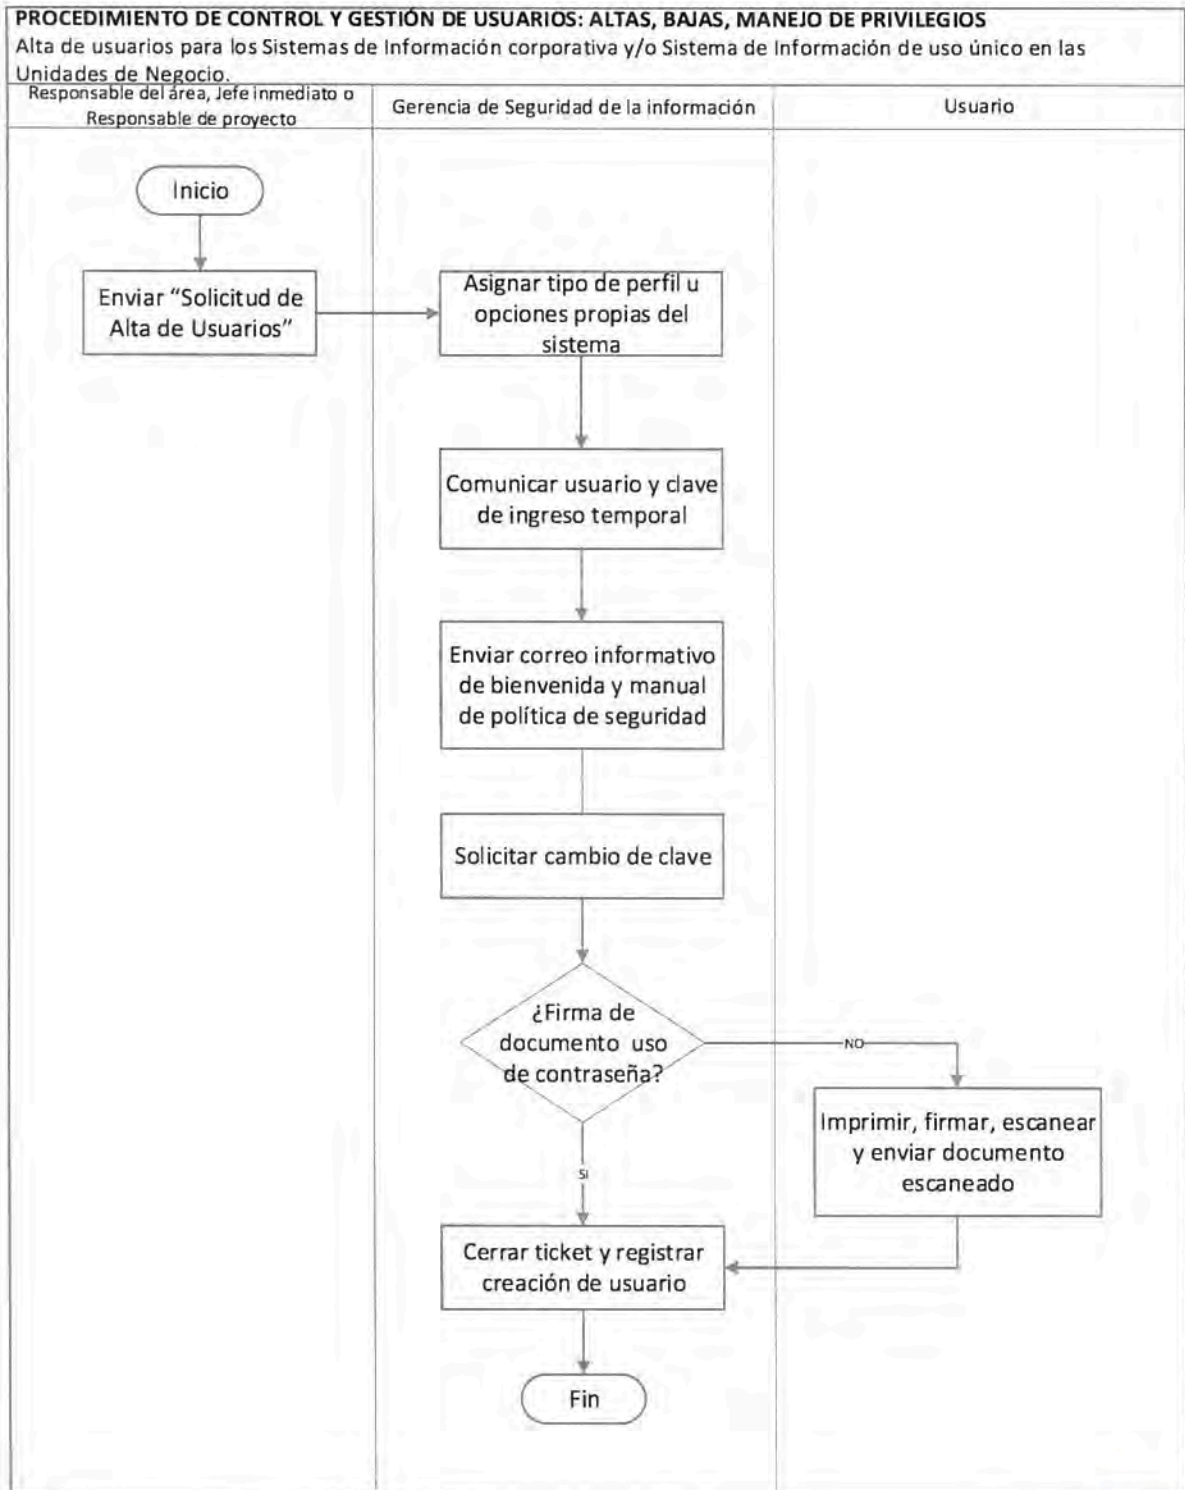 PROCEDIMIENTO DE CONTROL Y GESTIÓN DE USUARIOS: ALTAS, BAJAS, MANEJO DE PRIVILEGIOS
Alta de usuarios para los Sistemas de Información corporativa y/o Sistema de Información de uso único en las
Unidades de Negocio.
Responsable del área, Jefe inmediato o
Responsable de proyecto
Gerencia de Seguridad de la información
Usuario
Inicio
Enviar “Solicitud de
Alta de Usuarios”
Asignar tipo de perfil u
opciones propias del
sistema
Comunicar usuario y clave
de ingreso temporal
Enviar correo informativo
de bienvenida y manual
de política de seguridad
Solicitar cambio de clave
¿Firma de
documento uso
de contraseña?
NO
Imprimir, firmar, escanear
y enviar documento
escaneado
SI
Cerrar ticket y registrar
creación de usuario
Fin